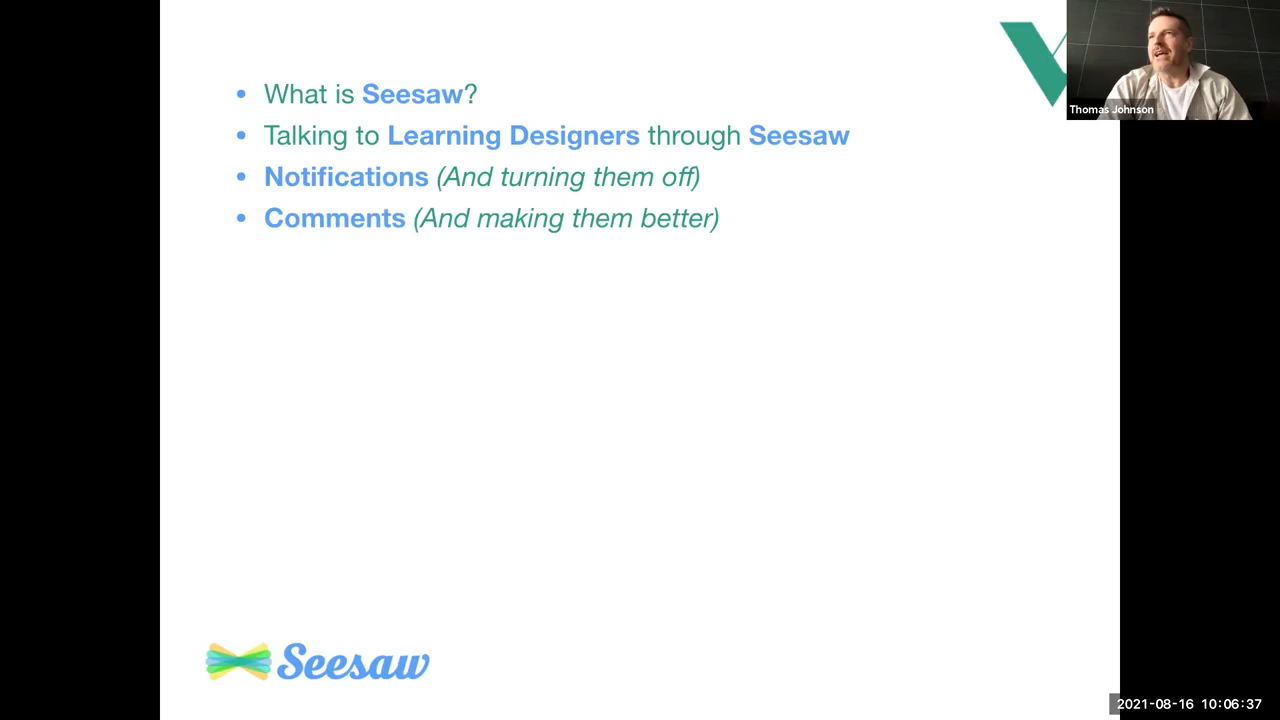 What is Seesaw?
Talking to Learning Designers through Seesaw
Notifications (And turning them off)
Comments (And making them better)
Thomas Johnson
Seesaw
2021-08-16 10:06:37